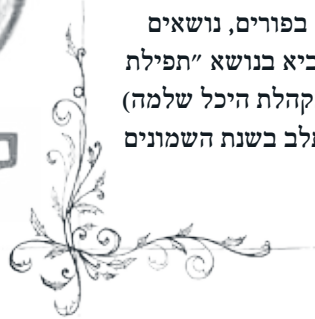 בפורים, נושאים
ביא בנושא "תפילת
קהלת היכל שלמה)
תלב בשנת השמונים